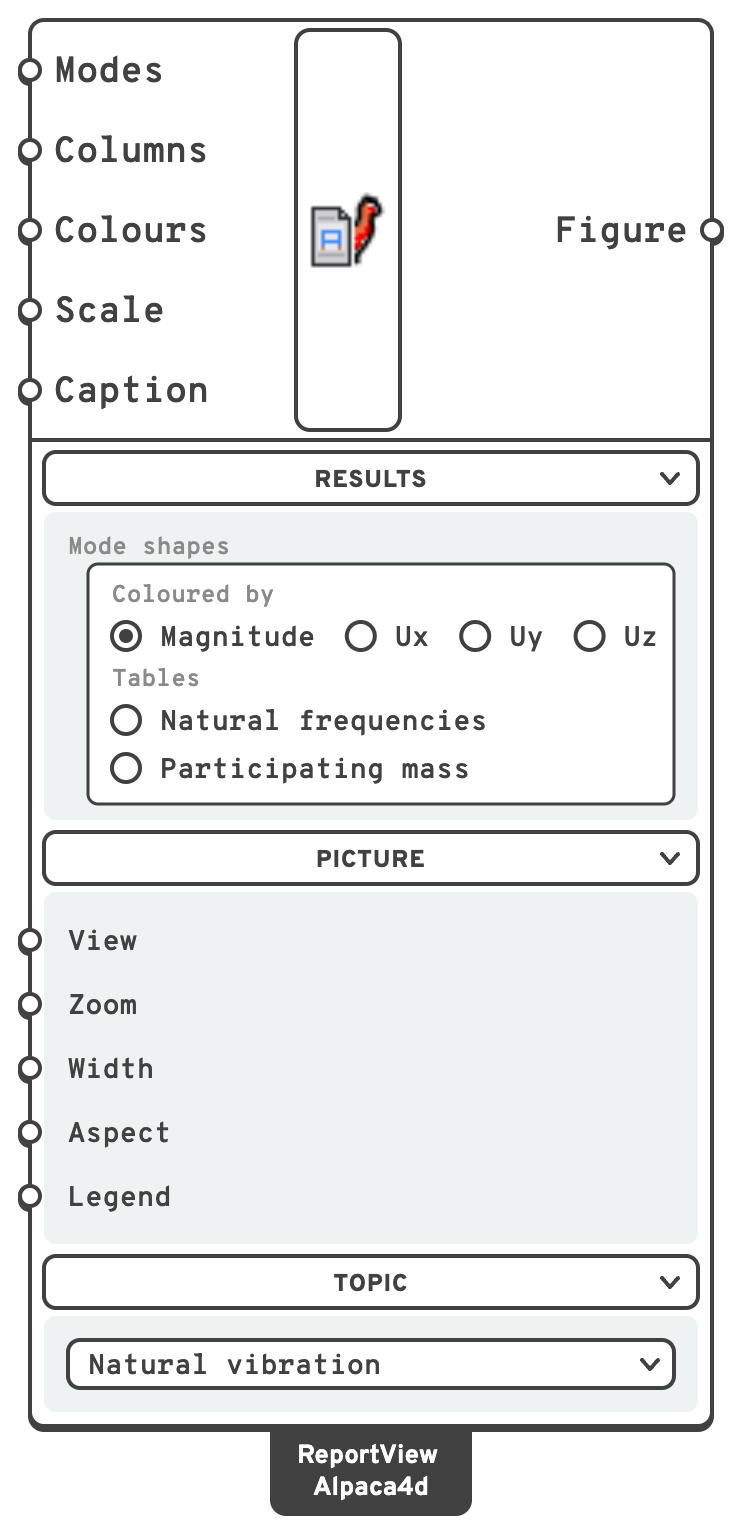 Modes
Columns
Colours
Scale
Caption
Figure
RESULTS
Mode shapes
Coloured by
Magnitude Ux Uy Uz
Tables
Natural frequencies
Participating mass
PICTURE
View
Zoom
Width
Aspect
Legend
TOPIC
Natural vibration
ReportView
Alpaca4d